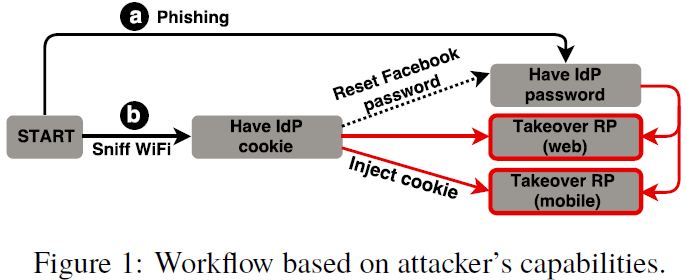 a Phishing
Reset Facebook
password
Have IdP
password
START
b
Sniff WiFi
Have IdP
cookie
Takeover RP
(web)
Inject cookie
Takeover RP
(mobile)
Figure 1: Workflow based on attacker's capabilities.